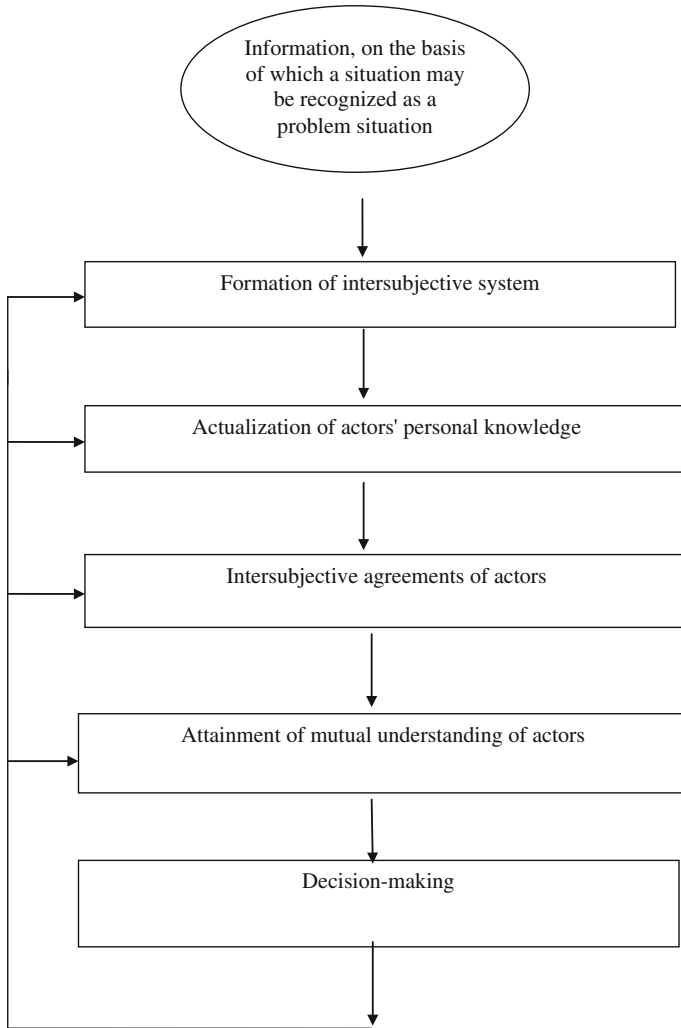 Information, on the basis
of which a situation may
be recognized as a
problem situation
Formation of intersubjective system
Actualization of actors' personal knowledge
Intersubjective agreements of actors
Attainment of mutual understanding of actors
Decision-making